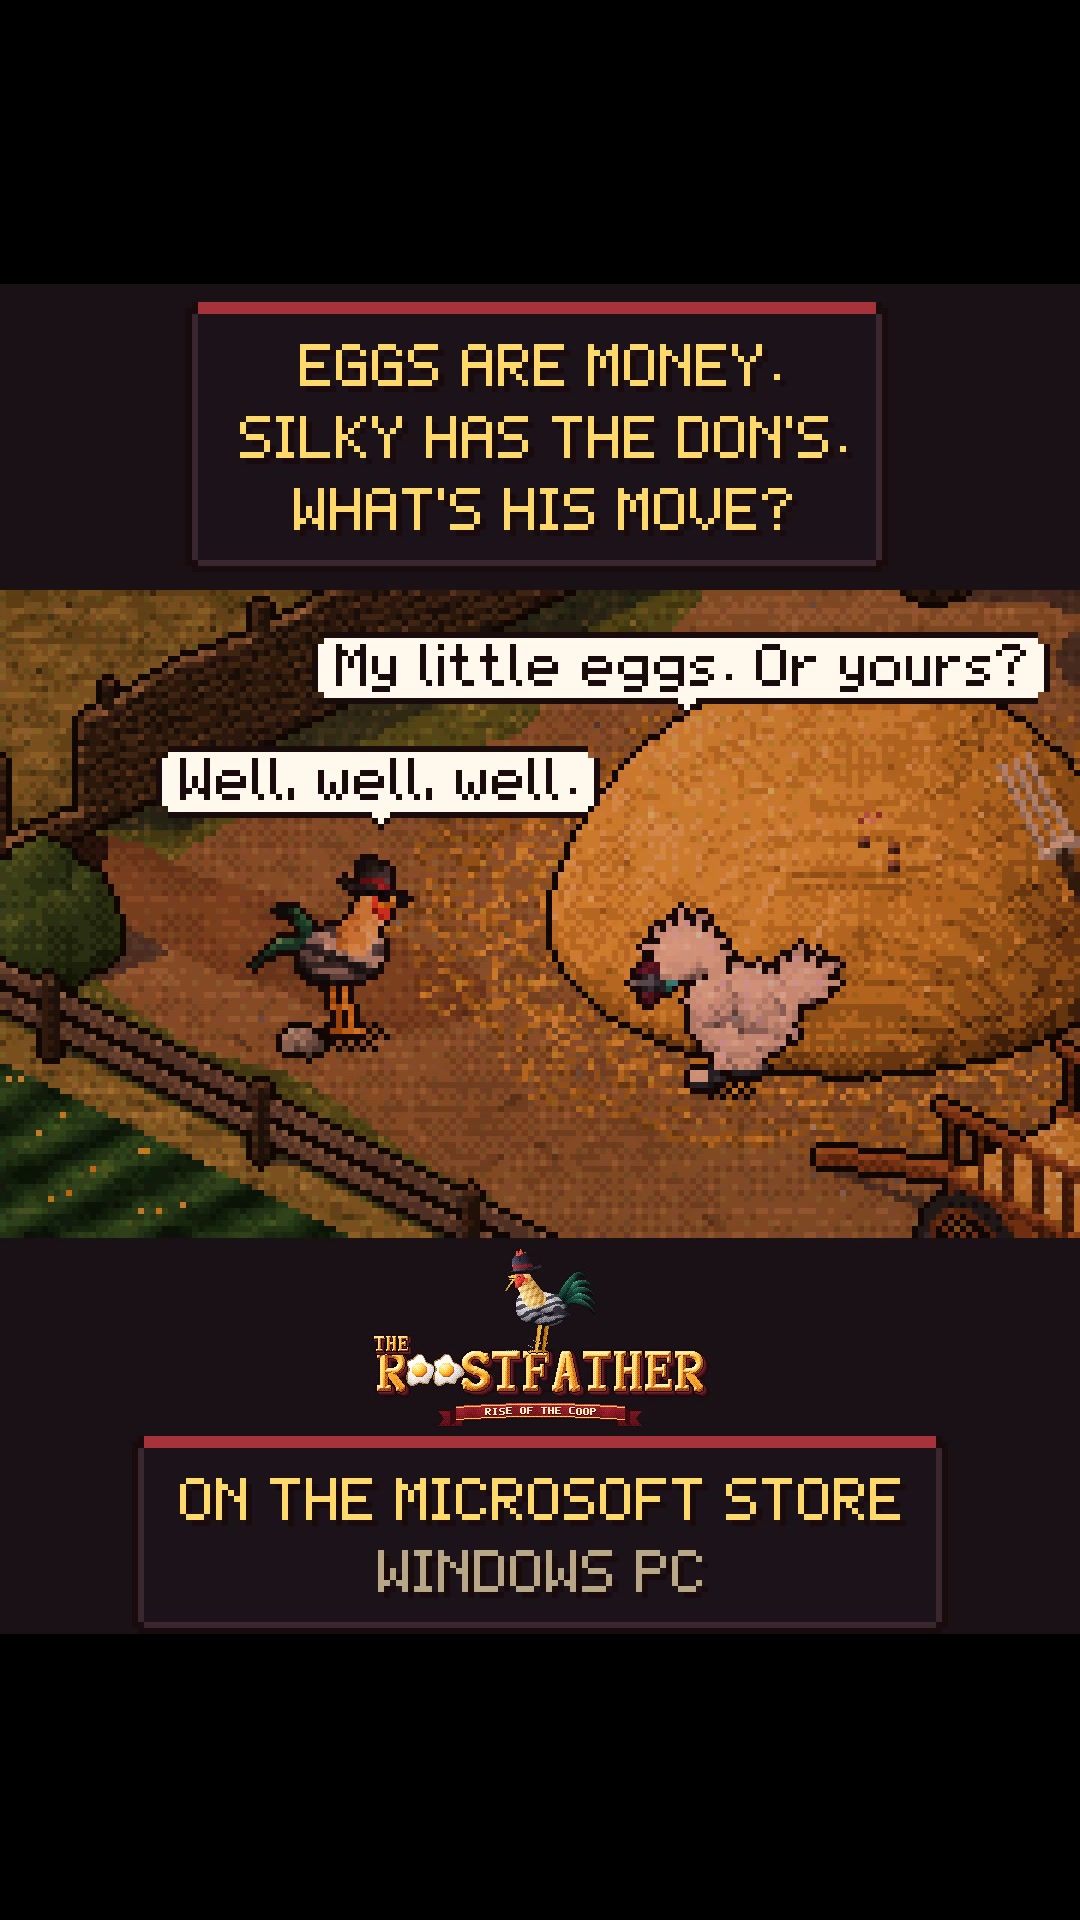 EGGS ARE MONEY.
SILKY HAS THE DON'S.
WHAT'S HIS MOVE?
My little eggs. Or yours?
Well, well, well.
THE
ROOSTFATHER
RISE OF THE COOP
ON THE MICROSOFT STORE
WINDOWS PC